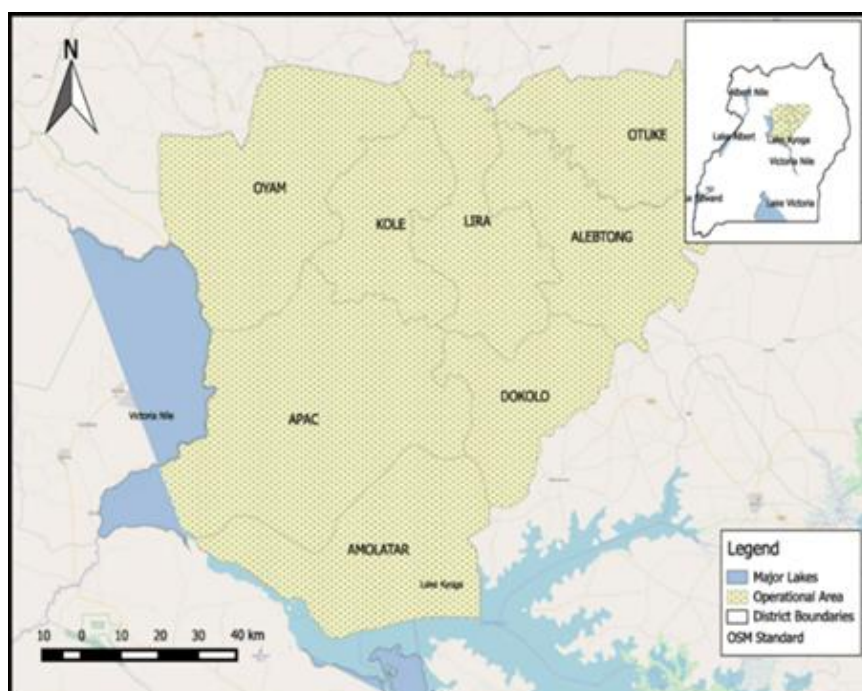 N
OYAM
KOLE
LIRA
OTUKE
ALEBTONG
APAC
DOKOLO
AMOLATAR
Victoria Nile
Lake Kyoga
Albert Nile
Lake Albert
Lake Kyoga
Victoria Nile
Lake Victoria
Legend
Major Lakes
Operational Area
District Boundaries
OSM Standard
10 0 10 20 30 40 km